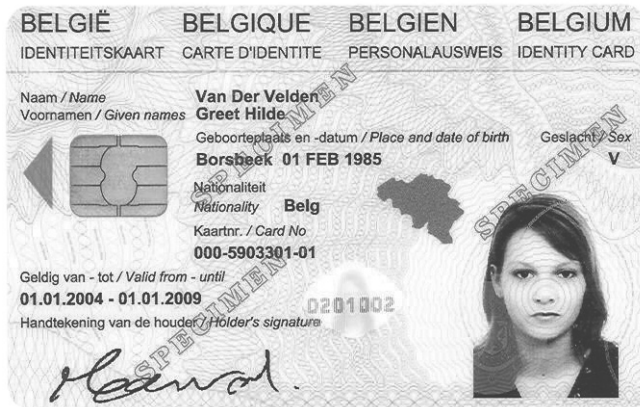 BELGIË BELGIQUE BELGIEN BELGIUM
IDENTITEITSKAART CARTE D'IDENTITE PERSONALAUSWEIS IDENTITY CARD
Naam / Name Van Der Velden
Voornamen / Given names Greet Hilde
Geboorteplaats en -datum / Place and date of birth Geslacht / Sex
Borsbeek 01 FEB 1985 V
Nationaliteit
Nationality Belg
Kaartnr. / Card No
000-5903301-01
Geldig van - tot / Valid from - until
01.01.2004 - 01.01.2009
0201002
Handtekening van de houder / Holder's signature
SPECIMEN
SPECIMEN
SPECIMEN